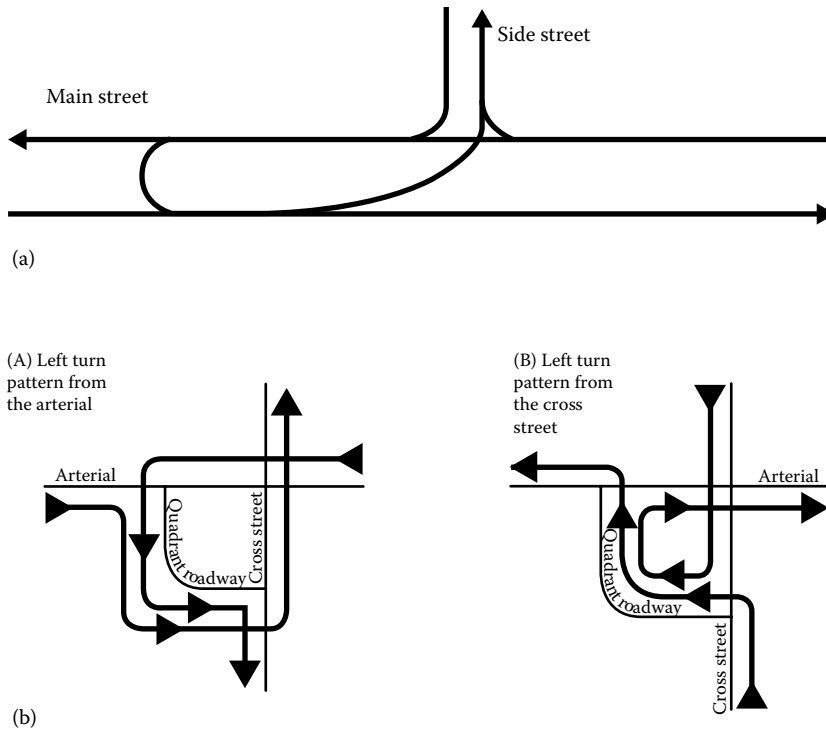 Side street
Main street
(a)
(A) Left turn
pattern from
the arterial
Arterial
Quadrant roadway
Cross street
(B) Left turn
pattern from
the cross
street
Arterial
Quadrant roadway
Cross street
(b)